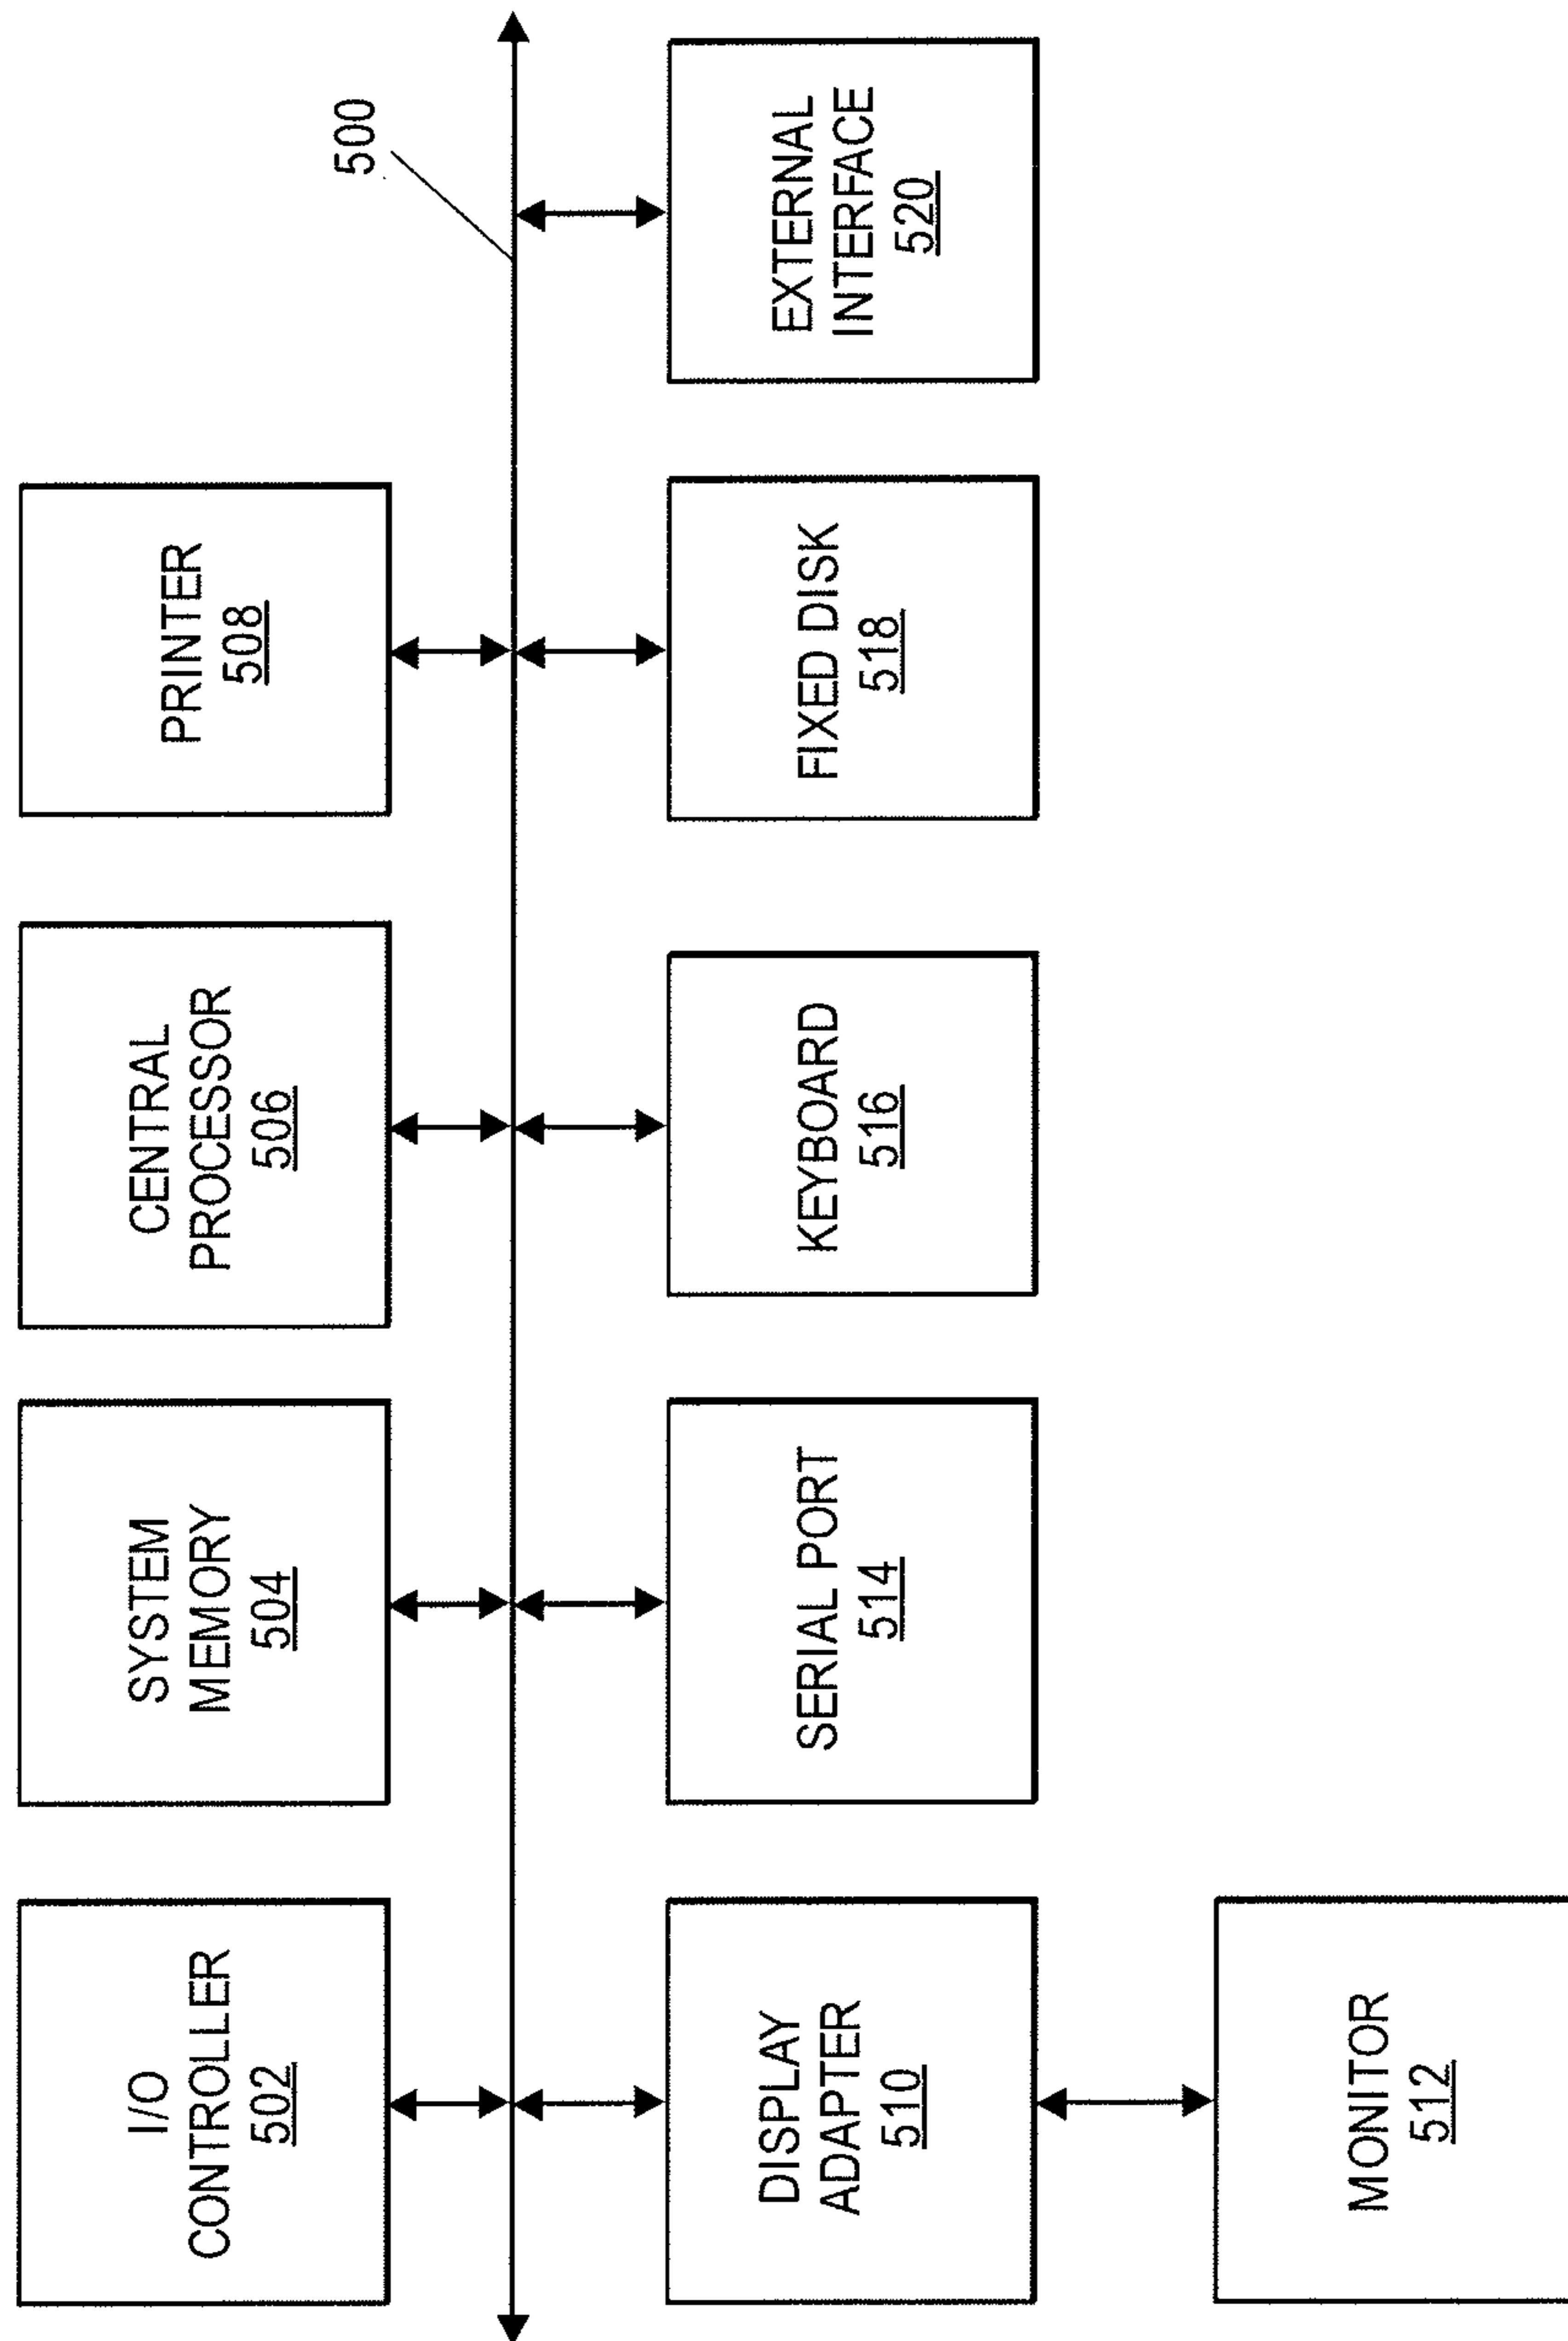 I/O
CONTROLLER
502
SYSTEM
MEMORY
504
CENTRAL
PROCESSOR
506
PRINTER
508
500
DISPLAY
ADAPTER
510
SERIAL PORT
514
KEYBOARD
516
FIXED DISK
518
EXTERNAL
INTERFACE
520
MONITOR
512